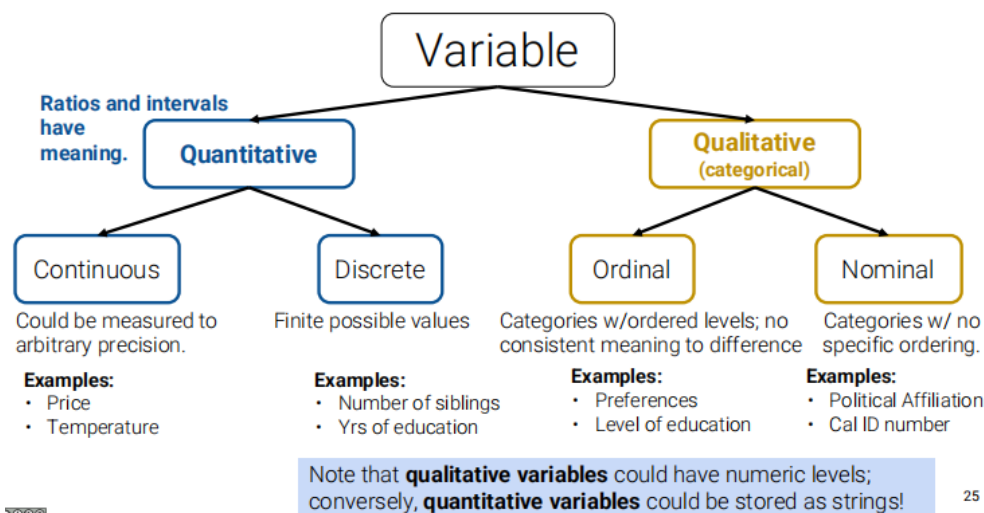 Variable
Ratios and intervals
have
meaning.
Quantitative
Qualitative
(categorical)
Continuous
Discrete
Ordinal
Nominal
Could be measured to
arbitrary precision.
Finite possible values
Categories w/ordered levels; no
consistent meaning to difference
Categories w/ no
specific ordering.
Examples:
• Price
• Temperature
Examples:
• Number of siblings
• Yrs of education
Examples:
• Preferences
• Level of education
Examples:
• Political Affiliation
• Cal ID number
Note that qualitative variables could have numeric levels;
conversely, quantitative variables could be stored as strings!
25